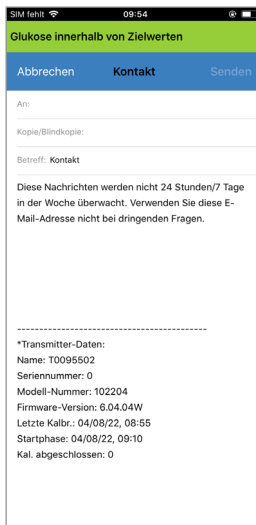 SIM fehlt 09:54
Glukose innerhalb von Zielwerten
Abbrechen Kontakt Senden
An:
Kopie/Blindkopie:
Betreff: Kontakt
Diese Nachrichten werden nicht 24 Stunden/7 Tage
in der Woche überwacht. Verwenden Sie diese E-
Mail-Adresse nicht bei dringenden Fragen.
-------------------------------------------
*Transmitter-Daten:
Name: T0095502
Seriennummer: 0
Modell-Nummer: 102204
Firmware-Version: 6.04.04W
Letzte Kalbr.: 04/08/22, 08:55
Startphase: 04/08/22, 09:10
Kal. abgeschlossen: 0